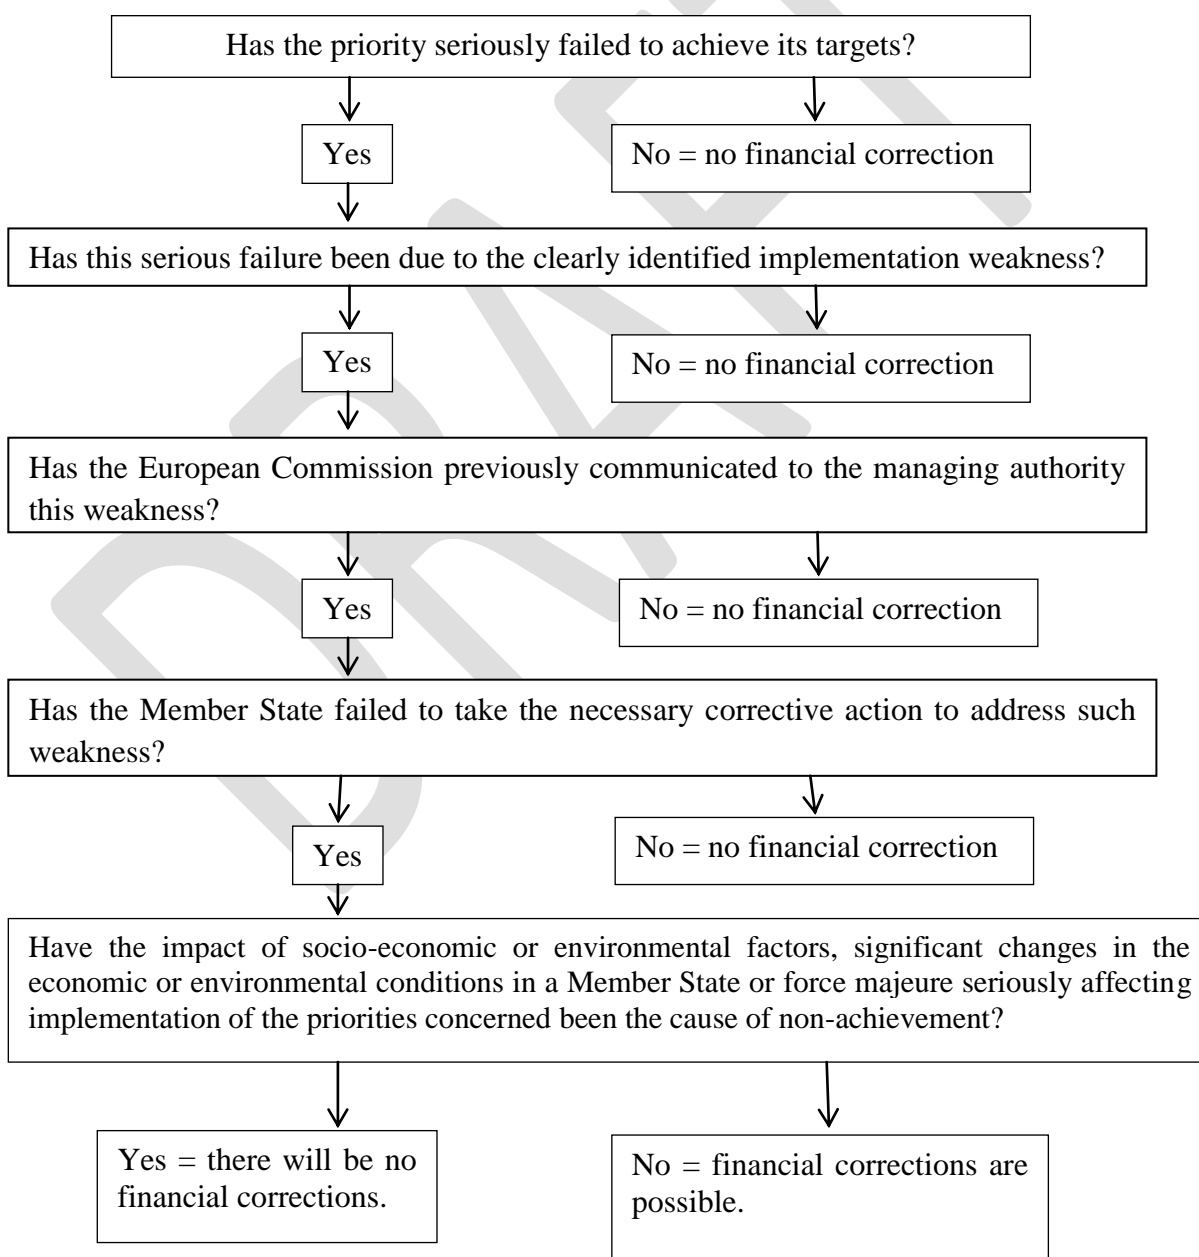 Has the priority seriously failed to achieve its targets?
Yes
No = no financial correction
Has this serious failure been due to the clearly identified implementation weakness?
Yes
No = no financial correction
Has the European Commission previously communicated to the managing authority
this weakness?
Yes
No = no financial correction
Has the Member State failed to take the necessary corrective action to address such
weakness?
Yes
No = no financial correction
Have the impact of socio-economic or environmental factors, significant changes in the
economic or environmental conditions in a Member State or force majeure seriously affecting
implementation of the priorities concerned been the cause of non-achievement?
Yes = there will be no
financial corrections.
No = financial corrections are
possible.
DRAFT